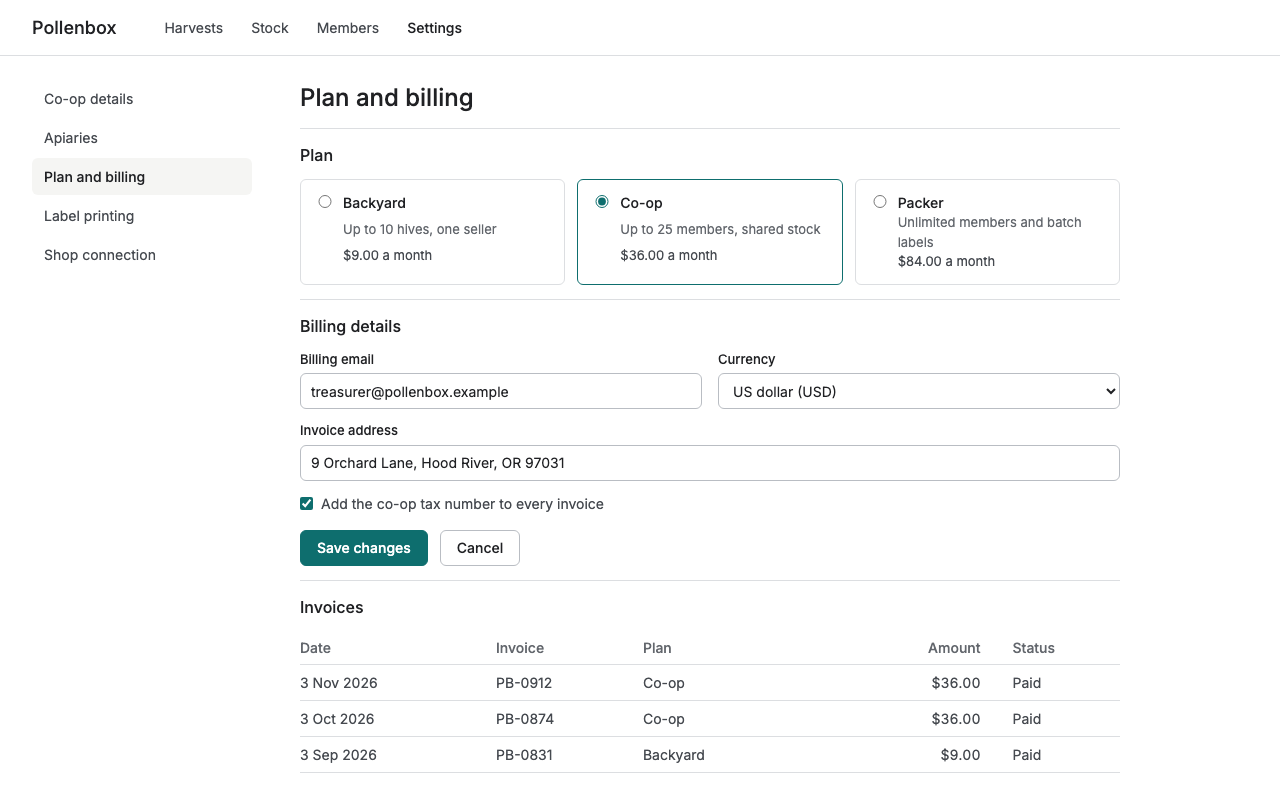 Pollenbox
Harvests Stock Members Settings
Co-op details
Apiaries
Plan and billing
Label printing
Shop connection
Plan and billing
Plan
Backyard
Up to 10 hives, one seller
$9.00 a month
Co-op
Up to 25 members, shared stock
$36.00 a month
Packer
Unlimited members and batch
labels
$84.00 a month
Billing details
Billing email
treasurer@pollenbox.example
Currency
US dollar (USD)
Invoice address
9 Orchard Lane, Hood River, OR 97031
Add the co-op tax number to every invoice
Save changes Cancel
Invoices
Date Invoice Plan Amount Status
3 Nov 2026 PB-0912 Co-op $36.00 Paid
3 Oct 2026 PB-0874 Co-op $36.00 Paid
3 Sep 2026 PB-0831 Backyard $9.00 Paid